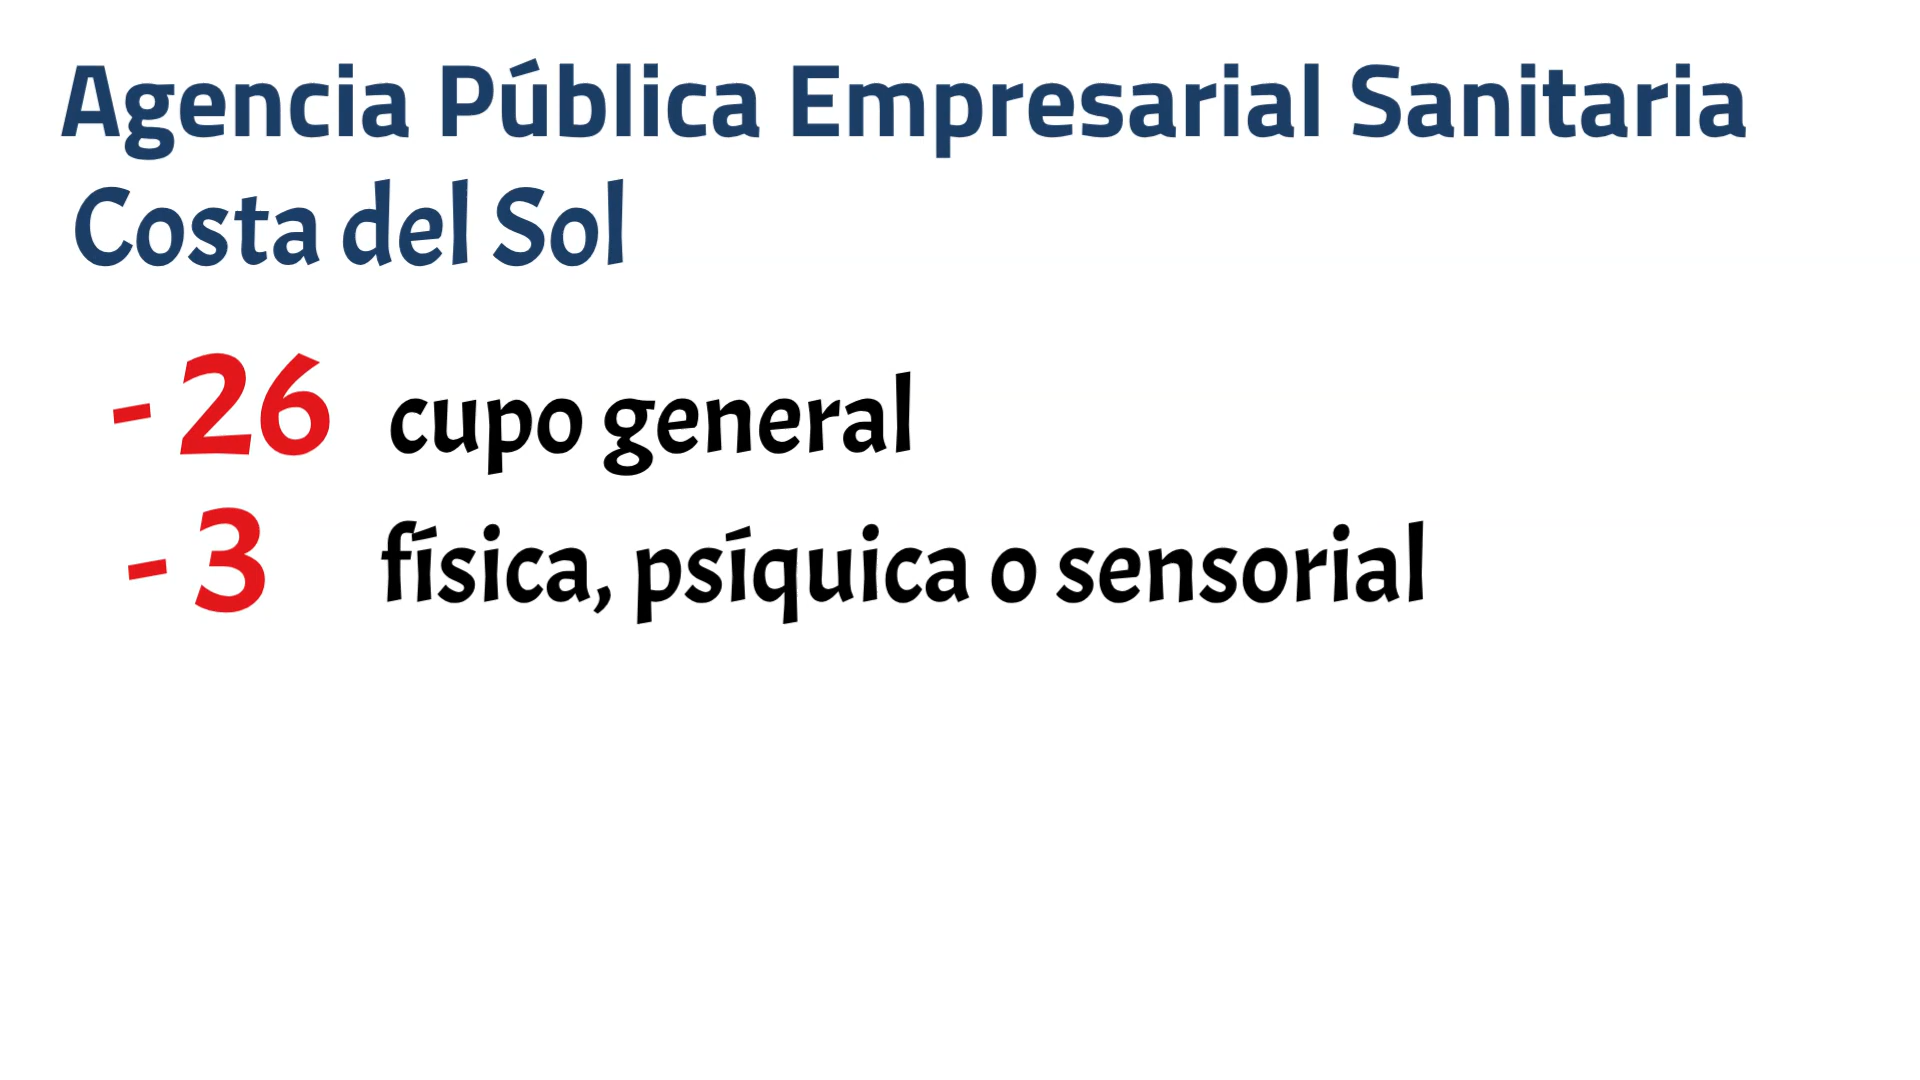 Agencia Pública Empresarial Sanitaria
Costa del Sol
- 26 cupo general
- 3 física, psíquica o sensorial